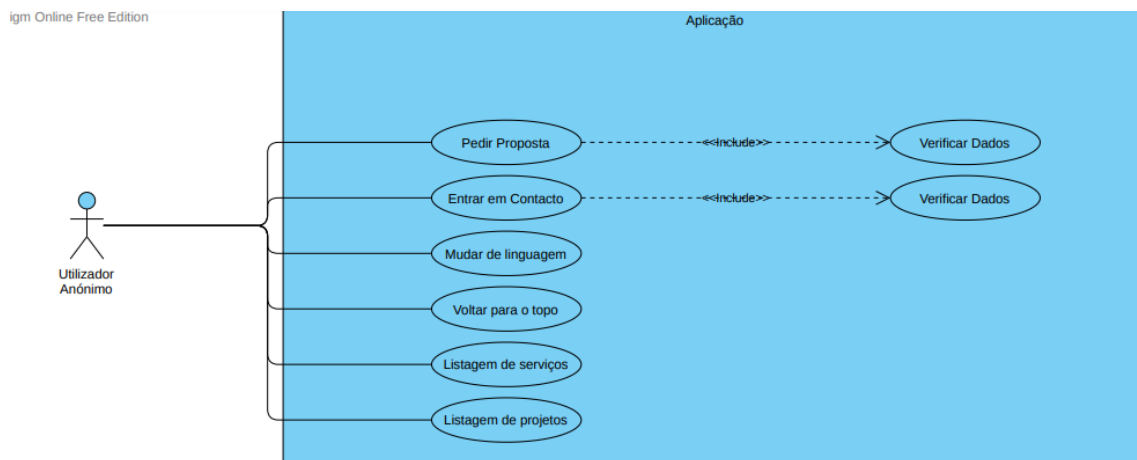 igm Online Free Edition
Aplicação
Pedir Proposta
<<Include>>
Verificar Dados
Entrar em Contacto
<<Include>>
Verificar Dados
Mudar de linguagem
Voltar para o topo
Listagem de serviços
Listagem de projetos
Utilizador
Anónimo